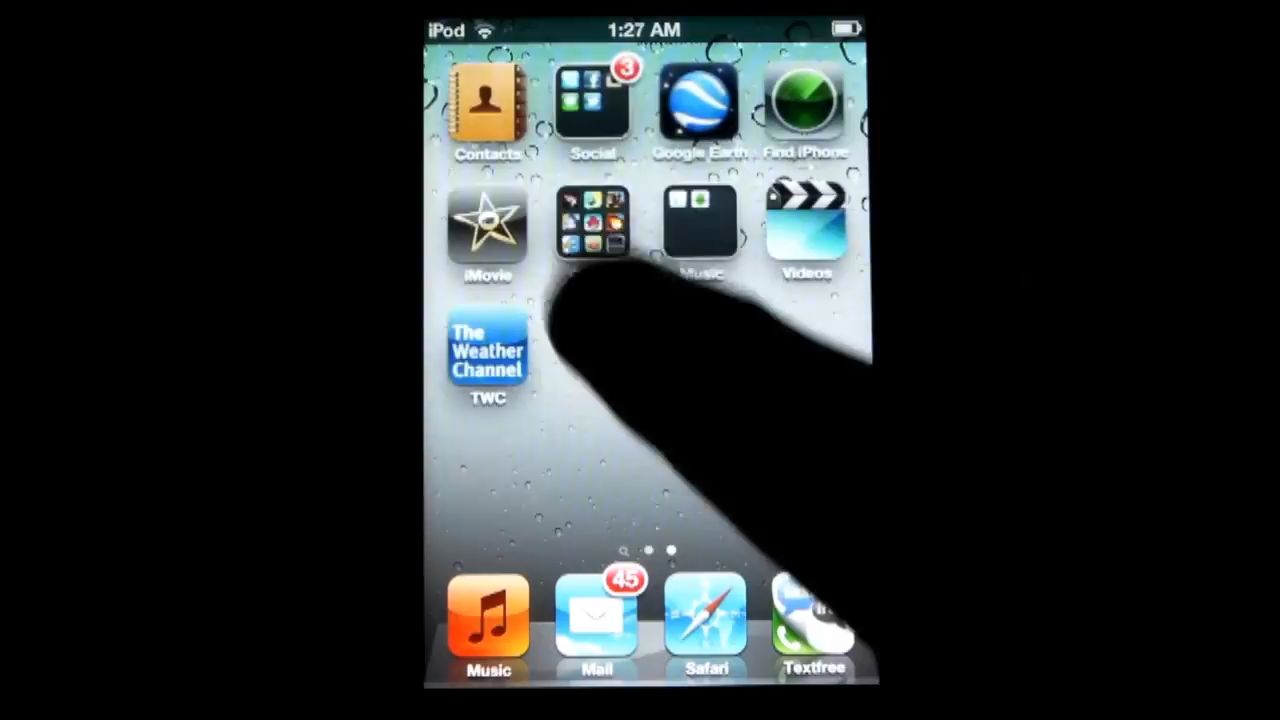 iPod 1:27 AM
3
Contacts Social Google Earth Find iPhone
iMovie Music Videos
The
Weather
Channel
TWC
45
Music Mail Safari Textfree